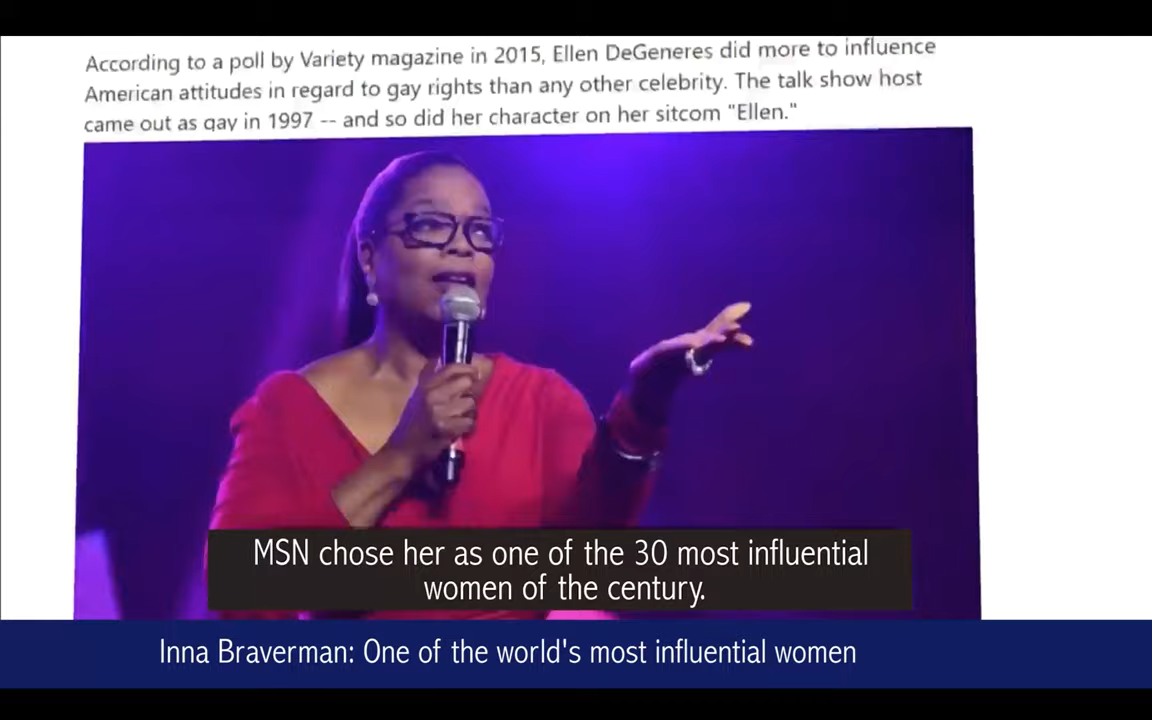 According to a poll by Variety magazine in 2015, Ellen DeGeneres did more to influence
American attitudes in regard to gay rights than any other celebrity. The talk show host
came out as gay in 1997 -- and so did her character on her sitcom "Ellen."
MSN chose her as one of the 30 most influential
women of the century.
Inna Braverman: One of the world's most influential women